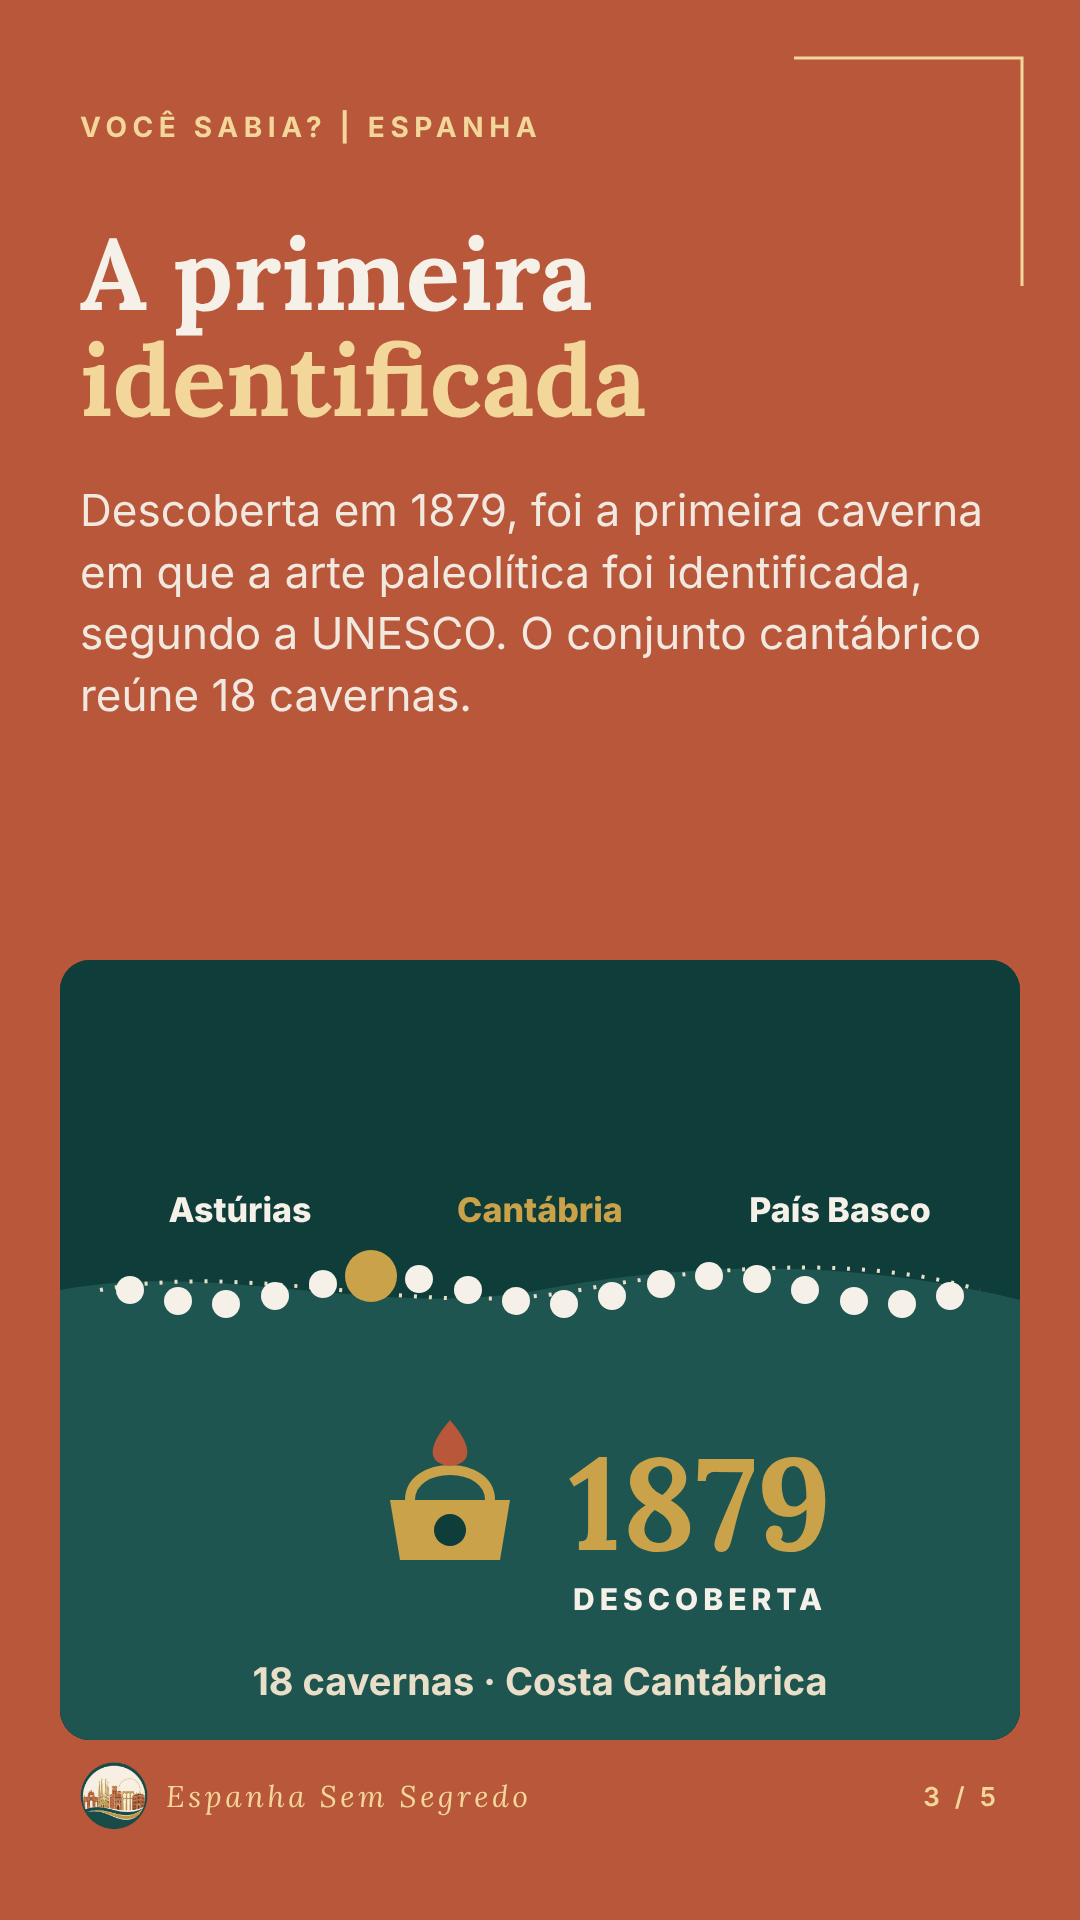 VOCÊ SABIA? | ESPANHA
A primeira
identificada
Descoberta em 1879, foi a primeira caverna
em que a arte paleolítica foi identificada,
segundo a UNESCO. O conjunto cantábrico
reúne 18 cavernas.
Astúrias
Cantábria
País Basco
1879
DESCOBERTA
18 cavernas · Costa Cantábrica
Espanha Sem Segredo
3 / 5